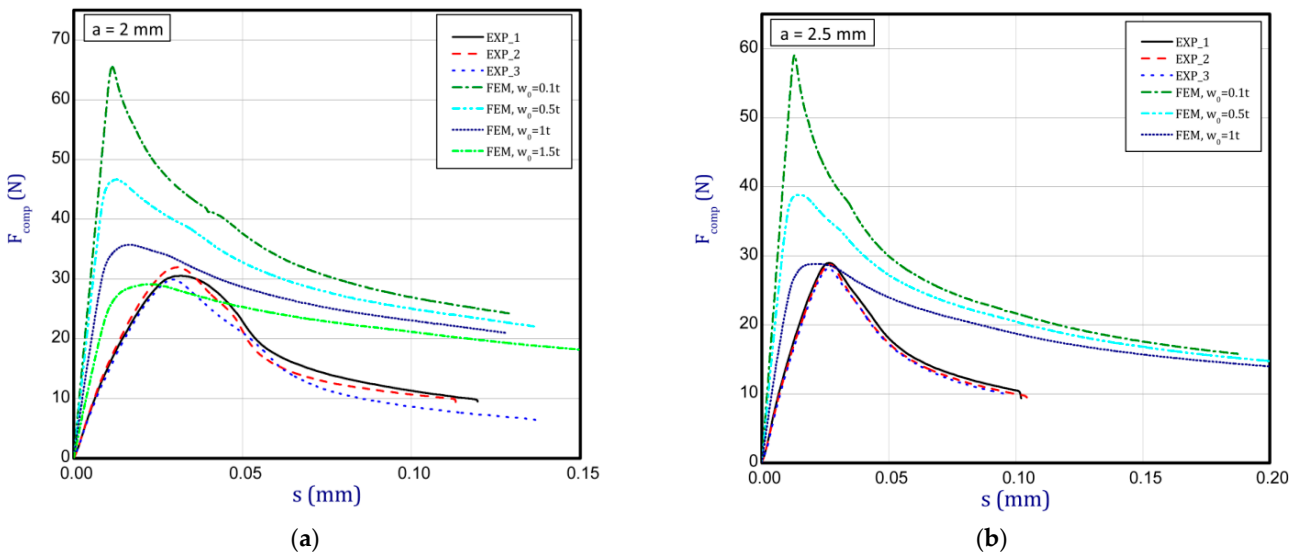 a = 2 mm
EXP_1
EXP_2
EXP_3
FEM, w₀=0.1t
FEM, w₀=0.5t
FEM, w₀=1t
FEM, w₀=1.5t
70
60
50
40
30
20
10
0
F_comp (N)
0.00 0.05 0.10 0.15
s (mm)
(a)
a = 2.5 mm
EXP_1
EXP_2
EXP_3
FEM, w₀=0.1t
FEM, w₀=0.5t
FEM, w₀=1t
60
50
40
30
20
10
0
F_comp (N)
0.00 0.05 0.10 0.15 0.20
s (mm)
(b)